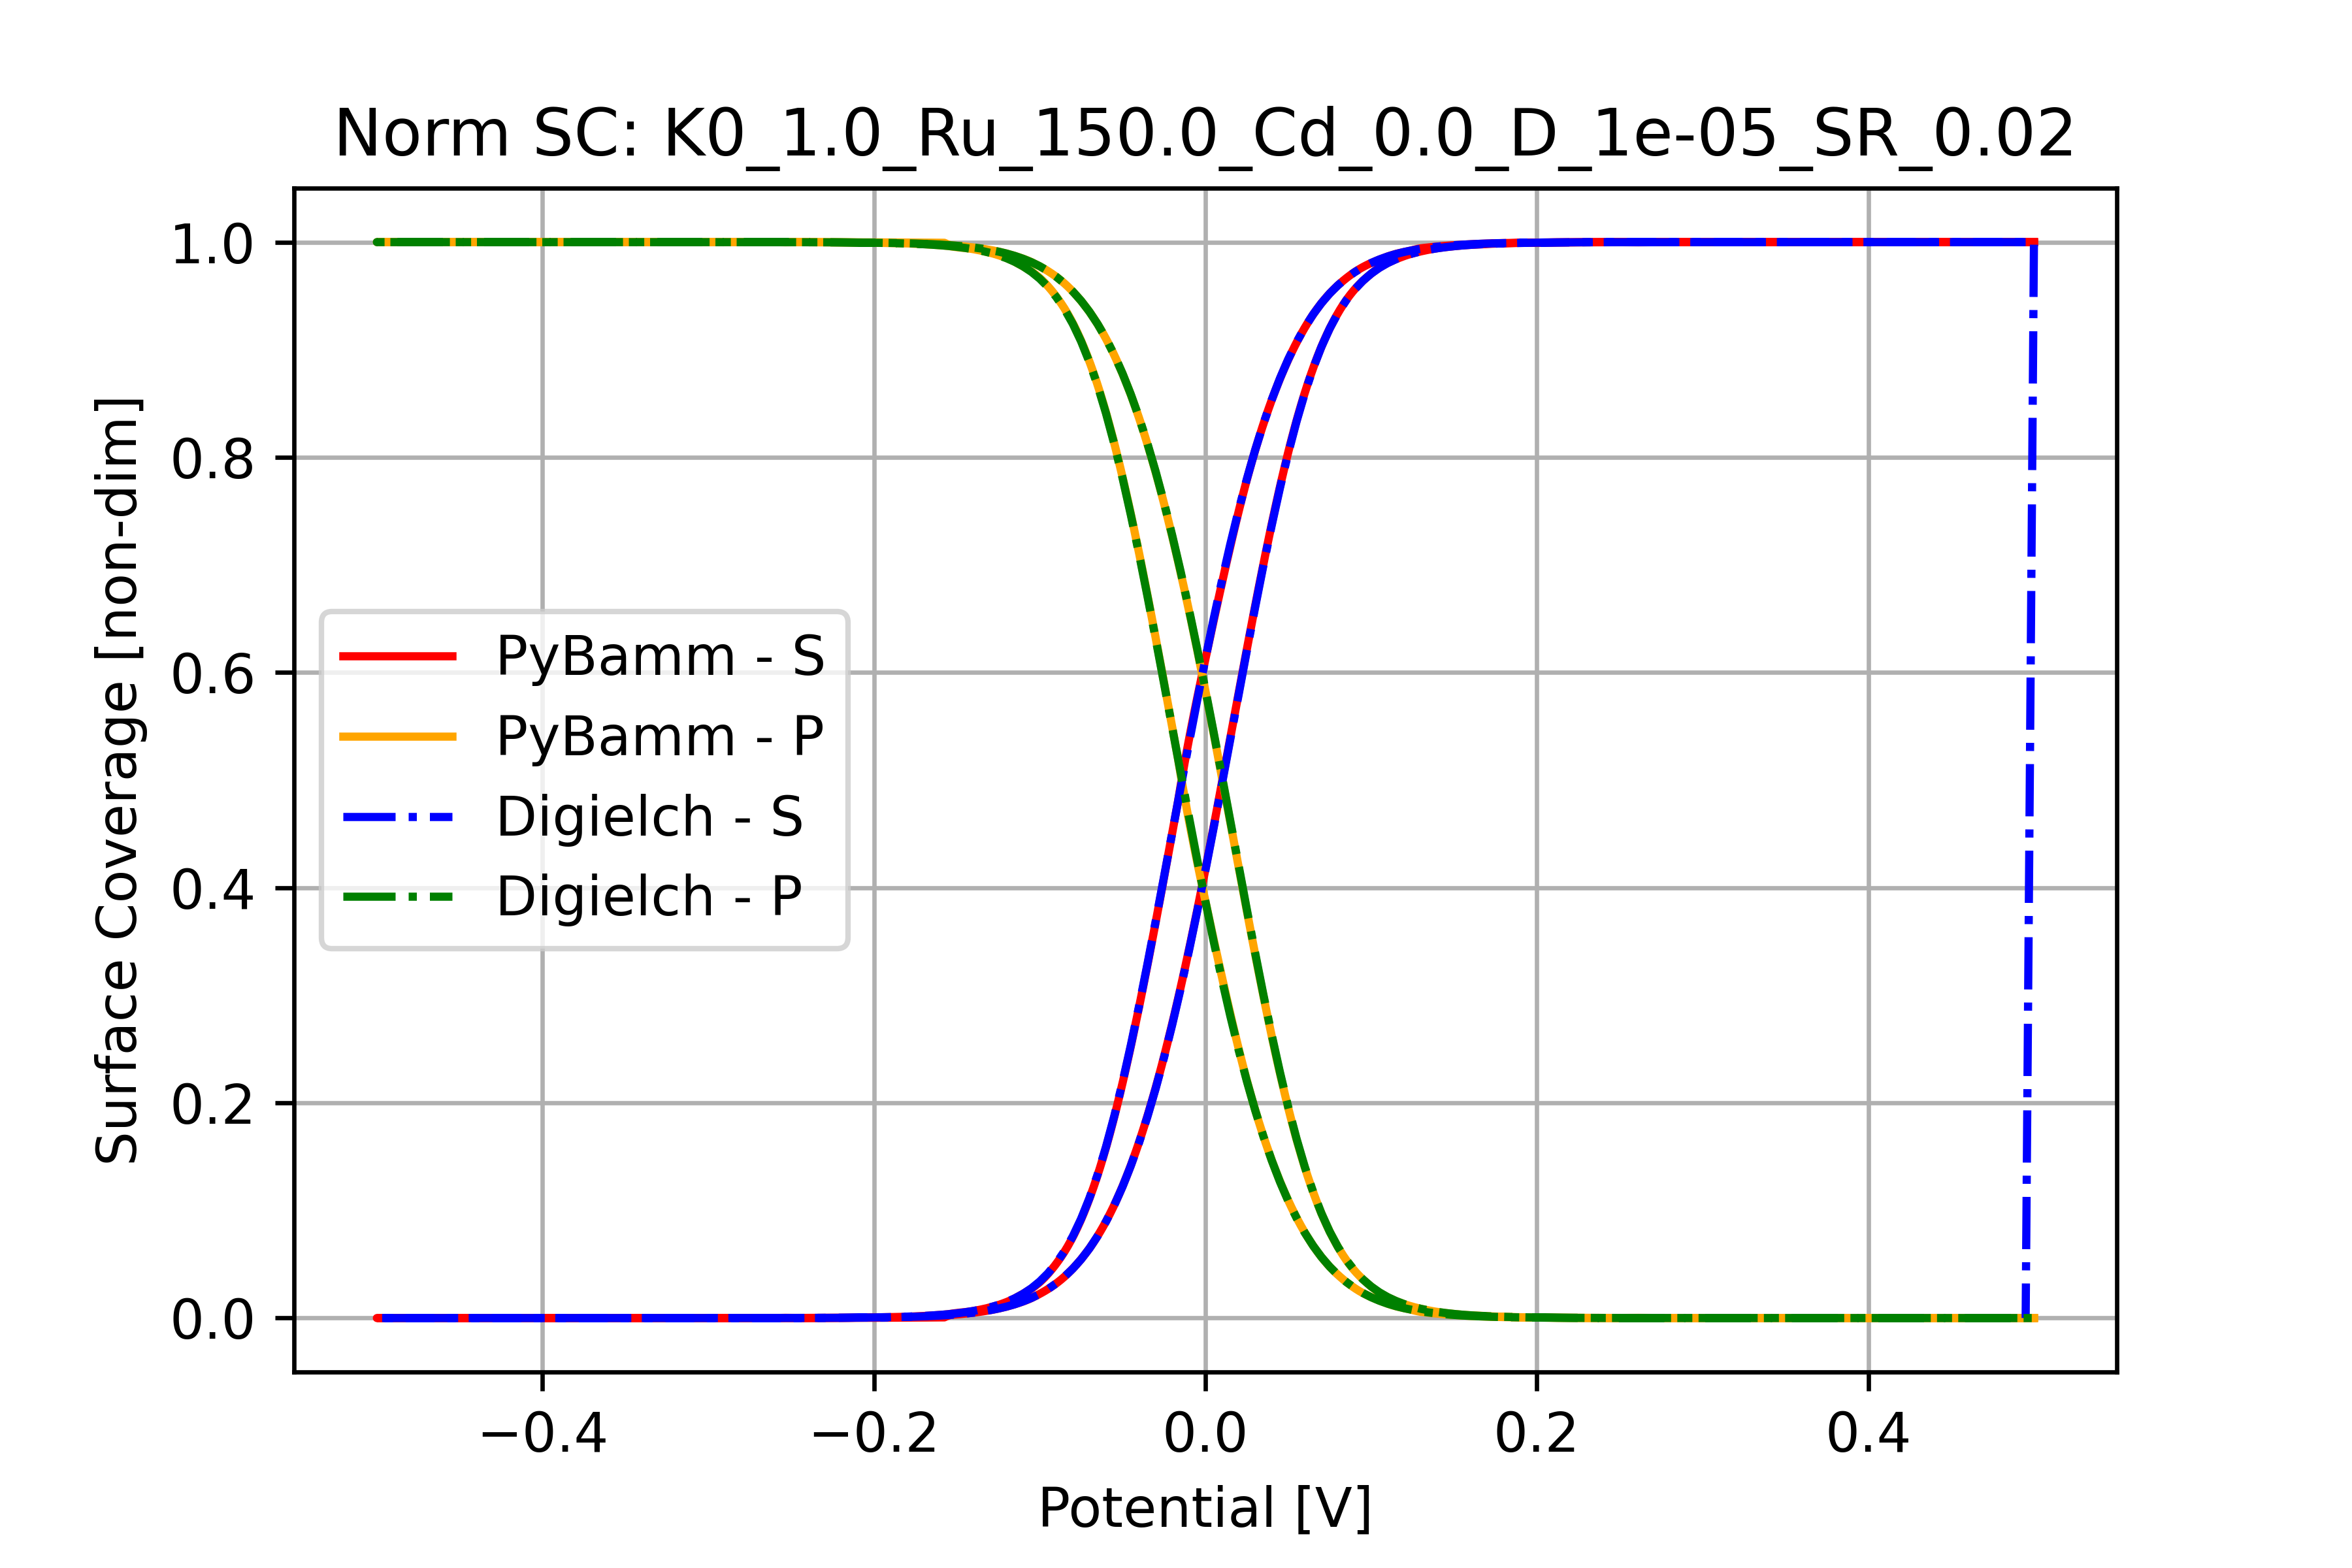 Norm SC: K0_1.0_Ru_150.0_Cd_0.0_D_1e-05_SR_0.02
Surface Coverage [non-dim]
1.0
0.8
0.6
0.4
0.2
0.0
PyBamm - S
PyBamm - P
Digielch - S
Digielch - P
−0.4
−0.2
0.0
0.2
0.4
Potential [V]